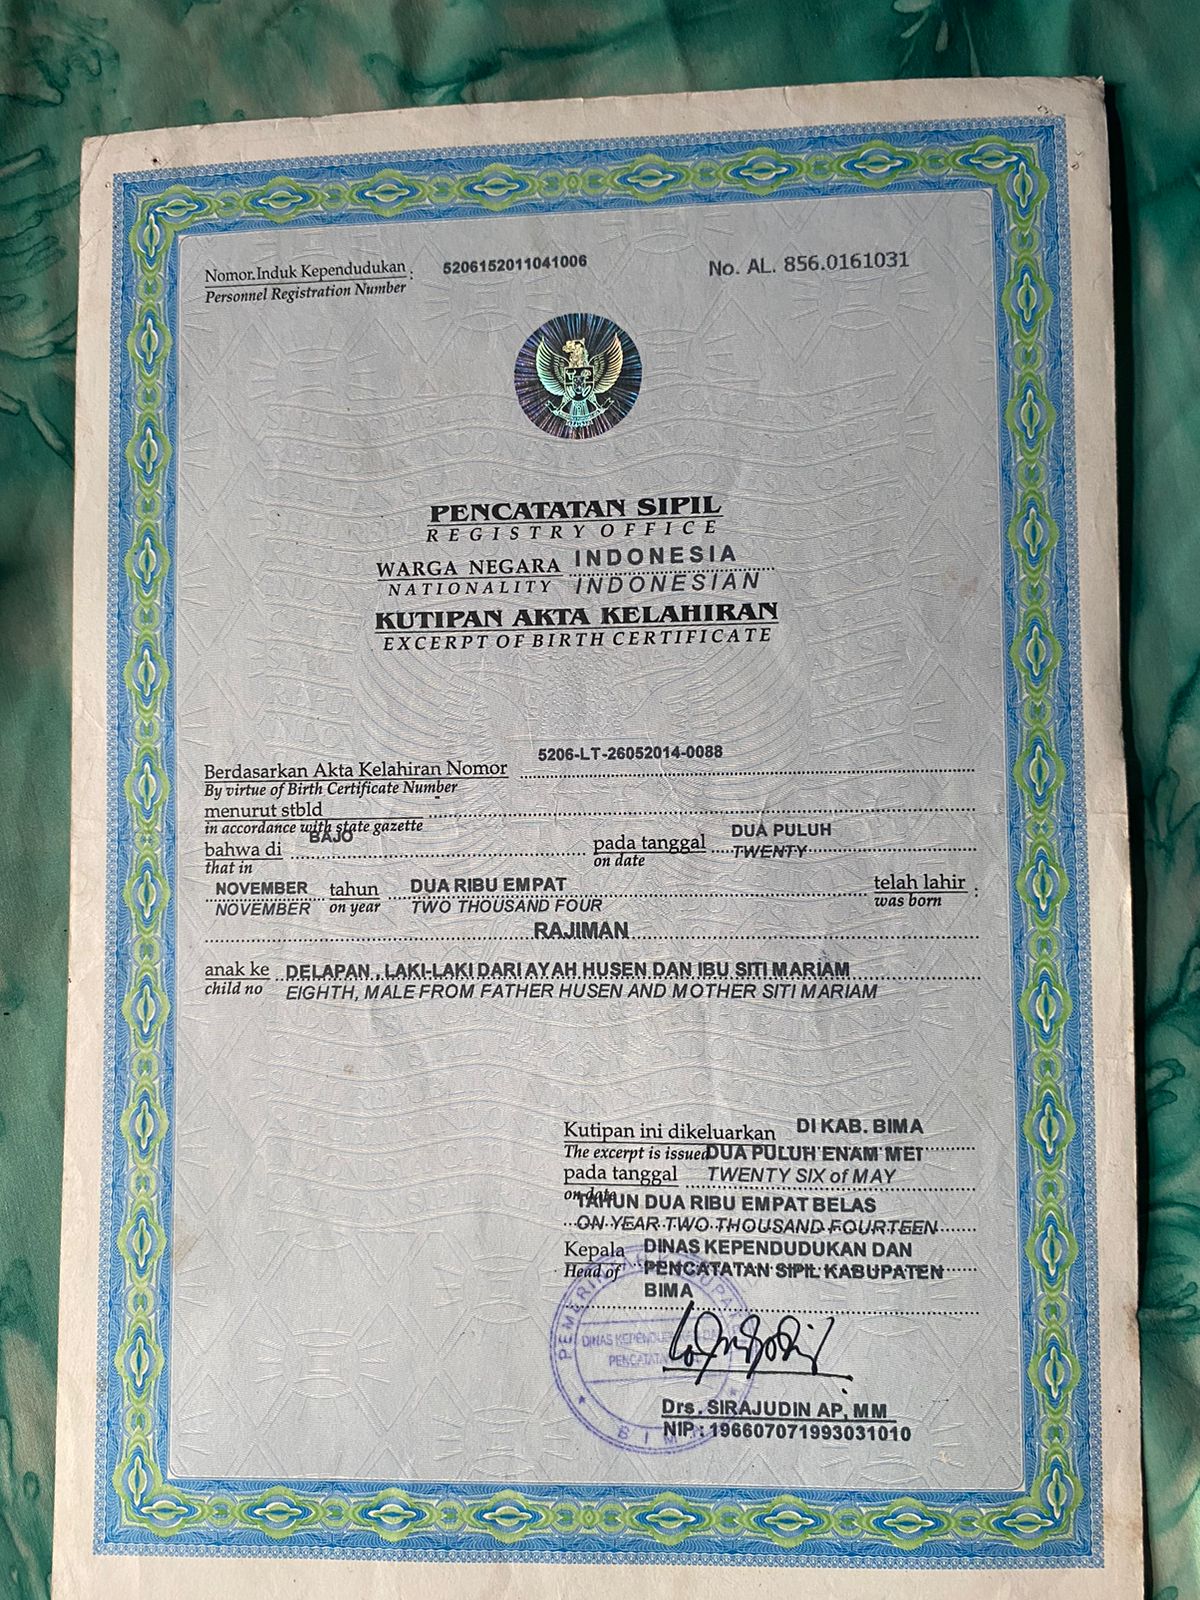 Nomor Induk Kependudukan : 5206152011041006 No. AL. 856.0161031
Personnel Registration Number
PENCATATAN SIPIL
REGISTRY OFFICE
WARGA NEGARA INDONESIA
NATIONALITY INDONESIAN
KUTIPAN AKTA KELAHIRAN
EXCERPT OF BIRTH CERTIFICATE
5206-LT-26052014-0088
Berdasarkan Akta Kelahiran Nomor
By virtue of Birth Certificate Number
menurut stbld
in accordance with state gazette
bahwa di BAJO pada tanggal DUA PULUH
that in on date TWENTY
NOVEMBER tahun DUA RIBU EMPAT telah lahir :
NOVEMBER on year TWO THOUSAND FOUR was born
RAJIMAN
anak ke DELAPAN, LAKI-LAKI DARI AYAH HUSEN DAN IBU SITI MARIAM
child no EIGHTH, MALE FROM FATHER HUSEN AND MOTHER SITI MARIAM
Kutipan ini dikeluarkan DI KAB. BIMA
The excerpt is issued DUA PULUH ENAM MEI
pada tanggal TWENTY SIX of MAY
on date TAHUN DUA RIBU EMPAT BELAS
ON YEAR TWO THOUSAND FOURTEEN
Kepala DINAS KEPENDUDUKAN DAN
Head of PENCATATAN SIPIL KABUPATEN
BIMA
DINAS KEPENDUDUKAN DAN
PENCATATAN
BIMA
Drs. SIRAJUDIN AP, MM
NIP : 196607071993031010